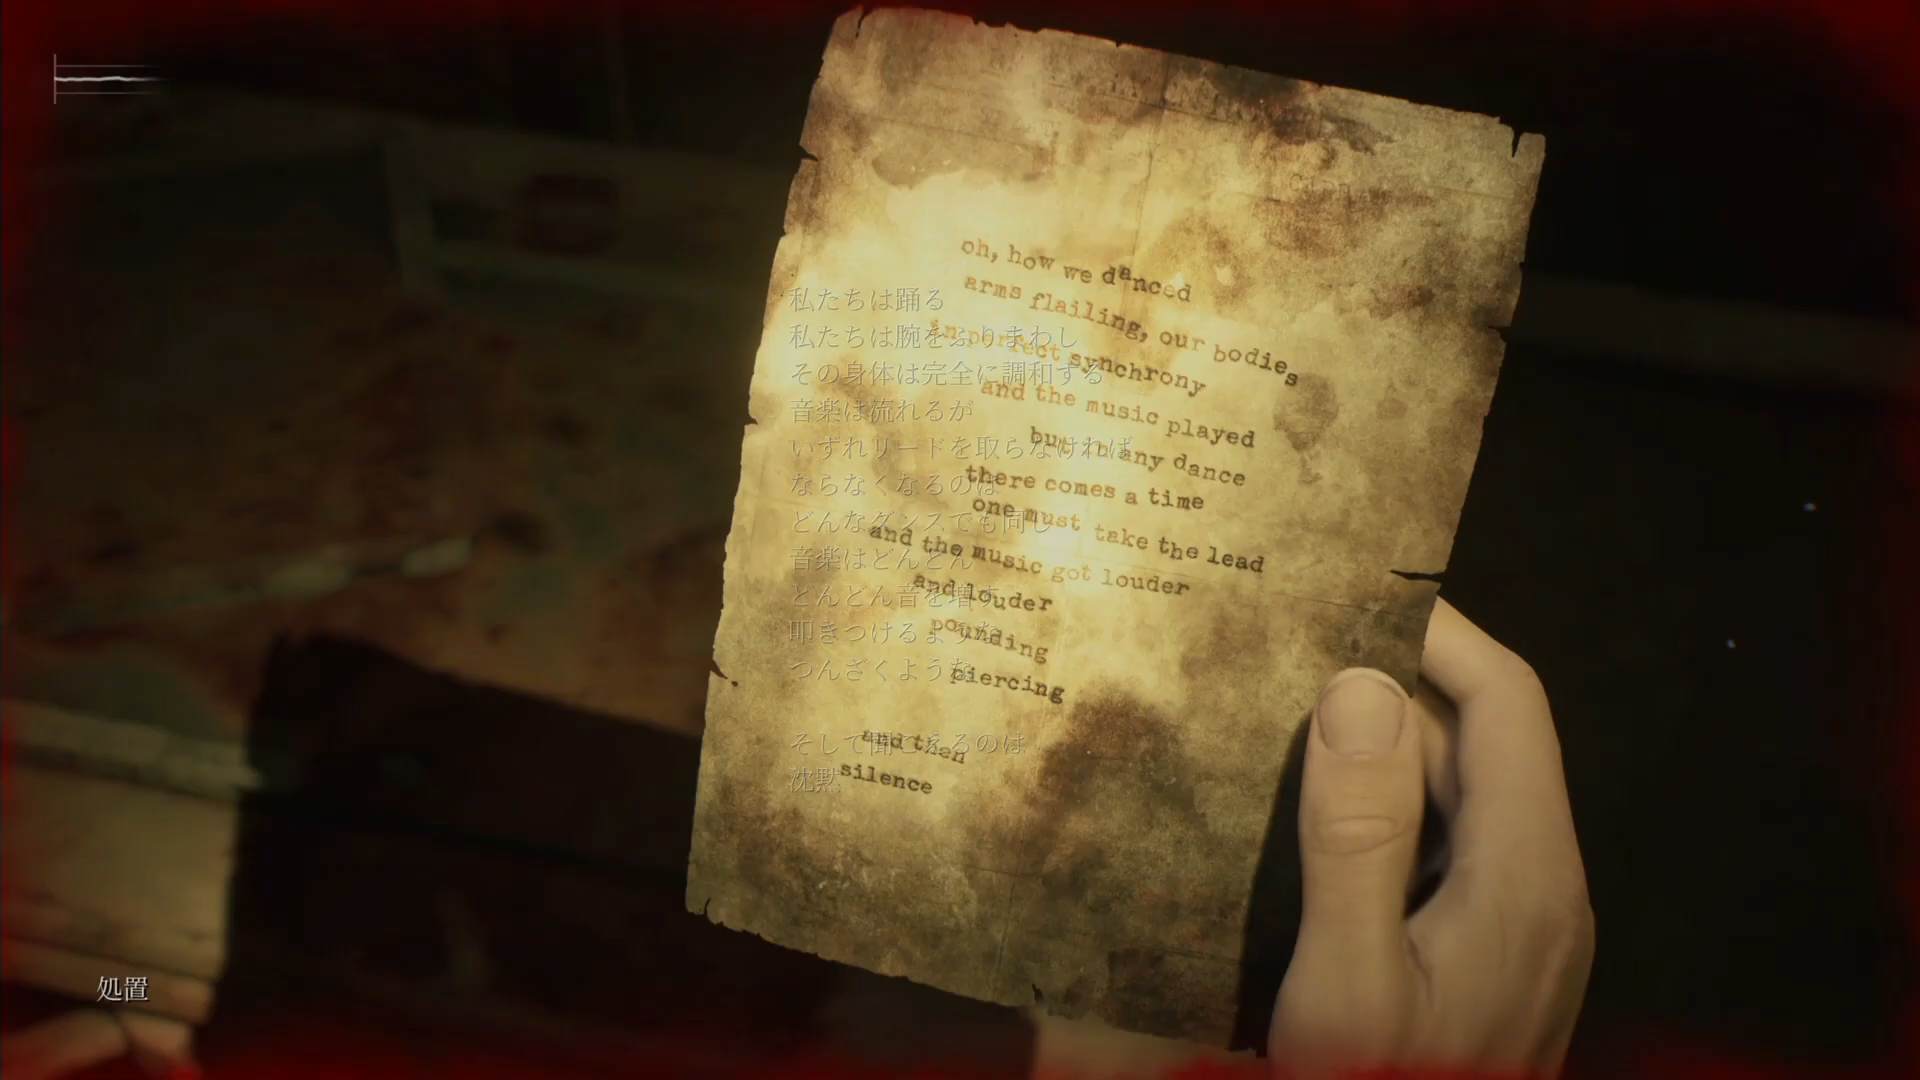 oh, how we danced
arms flailing, our bodies
in perfect synchrony
and the music played
but in any dance
there comes a time
one must take the lead
and the music got louder
and louder
pounding
piercing
and then
silence
私たちは踊る
私たちは腕をふりまわし
その身体は完全に調和する
音楽は流れるが
いずれリードを取らなければ
ならなくなるのは
どんなダンスでも同じ
音楽はどんどん
どんどん音を増す
叩きつけるような
つんざくような
そして聞こえるのは
沈黙
処置